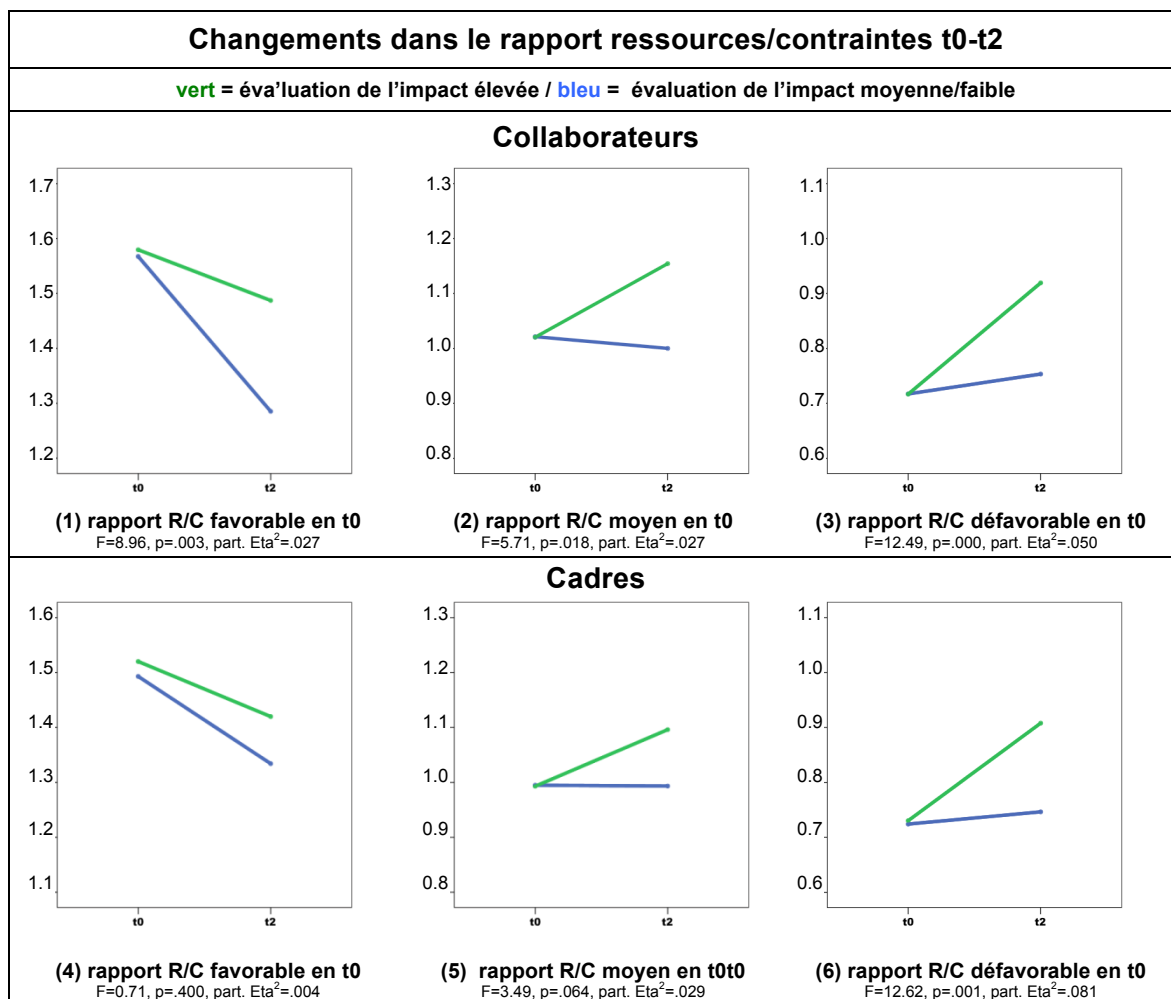 Changements dans le rapport ressources/contraintes t0-t2
vert = éva'luation de l'impact élevée / bleu = évaluation de l'impact moyenne/faible
Collaborateurs
1.7
1.6
1.5
1.4
1.3
1.2
t0 t2
(1) rapport R/C favorable en t0
F=8.96, p=.003, part. Eta²=.027
1.3
1.2
1.1
1.0
0.9
0.8
t0 t2
(2) rapport R/C moyen en t0
F=5.71, p=.018, part. Eta²=.027
1.1
1.0
0.9
0.8
0.7
0.6
t0 t2
(3) rapport R/C défavorable en t0
F=12.49, p=.000, part. Eta²=.050
Cadres
1.6
1.5
1.4
1.3
1.2
1.1
t0 t2
(4) rapport R/C favorable en t0
F=0.71, p=.400, part. Eta²=.004
1.3
1.2
1.1
1.0
0.9
0.8
t0 t2
(5) rapport R/C moyen en t0t0
F=3.49, p=.064, part. Eta²=.029
1.1
1.0
0.9
0.8
0.7
0.6
t0 t2
(6) rapport R/C défavorable en t0
F=12.62, p=.001, part. Eta²=.081